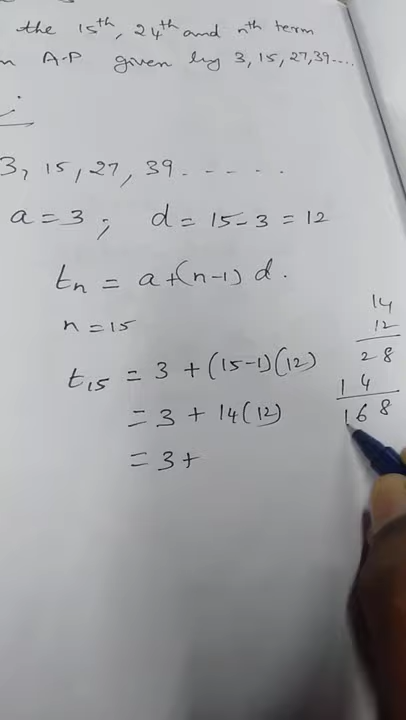 the 15th, 24th and nth term
A.P given by 3, 15, 27, 39....
3, 15, 27, 39 - - - - -
a = 3 ; d = 15 - 3 = 12
tn = a + (n-1) d.
n = 15
t15 = 3 + (15-1)(12)
= 3 + 14(12)
= 3 +
14
12
28
14
168